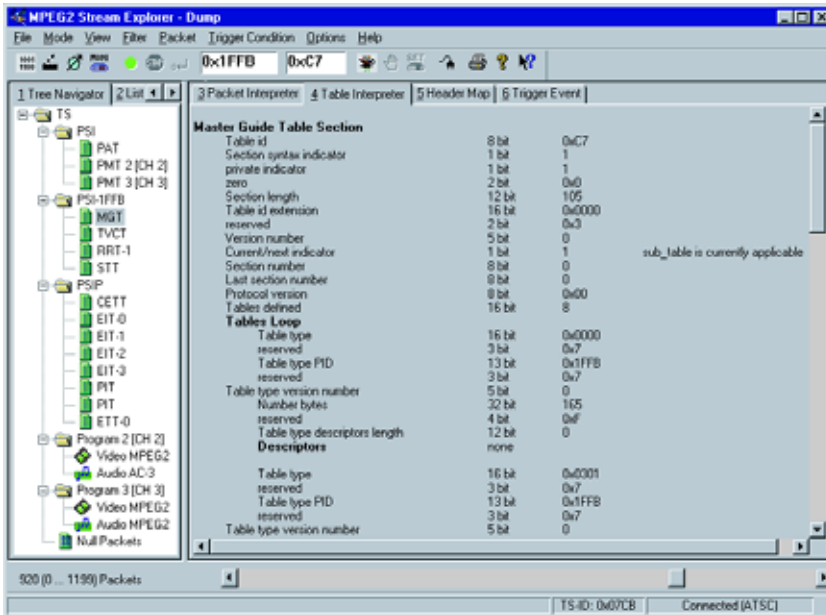 MPEG2 Stream Explorer - Dump
File Mode View Filter Packet Trigger Condition Options Help
0x1FFB 0xC7
1 Tree Navigator 2 List
3 Packet Interpreter 4 Table Interpreter 5 Header Map 6 Trigger Event
TS
PSI
PAT
PMT 2 [CH 2]
PMT 3 [CH 3]
PSI-1FFB
MGT
TVCT
RRT-1
STT
PSIP
CETT
EIT-0
EIT-1
EIT-2
EIT-3
PIT
PIT
ETT-0
Program 2 [CH 2]
Video MPEG2
Audio AC-3
Program 3 [CH 3]
Video MPEG2
Audio MPEG2
Null Packets
Master Guide Table Section
Table id 8 bit 0xC7
Section syntax indicator 1 bit 1
private indicator 1 bit 1
zero 2 bit 0x0
Section length 12 bit 105
Table id extension 16 bit 0x0000
reserved 2 bit 0x3
Version number 5 bit 0
Current/next indicator 1 bit 1 sub_table is currently applicable
Section number 8 bit 0
Last section number 8 bit 0
Protocol version 8 bit 0x00
Tables defined 16 bit 8
Tables Loop
Table type 16 bit 0x0000
reserved 3 bit 0x7
Table type PID 13 bit 0x1FFB
reserved 3 bit 0x7
Table type version number 5 bit 0
Number bytes 32 bit 165
reserved 4 bit 0xF
Table type descriptors length 12 bit 0
Descriptors none
Table type 16 bit 0x0301
reserved 3 bit 0x7
Table type PID 13 bit 0x1FFB
reserved 3 bit 0x7
Table type version number 5 bit 0
920 (0 ... 1199) Packets
TS-ID: 0x07CB Connected (ATSC)